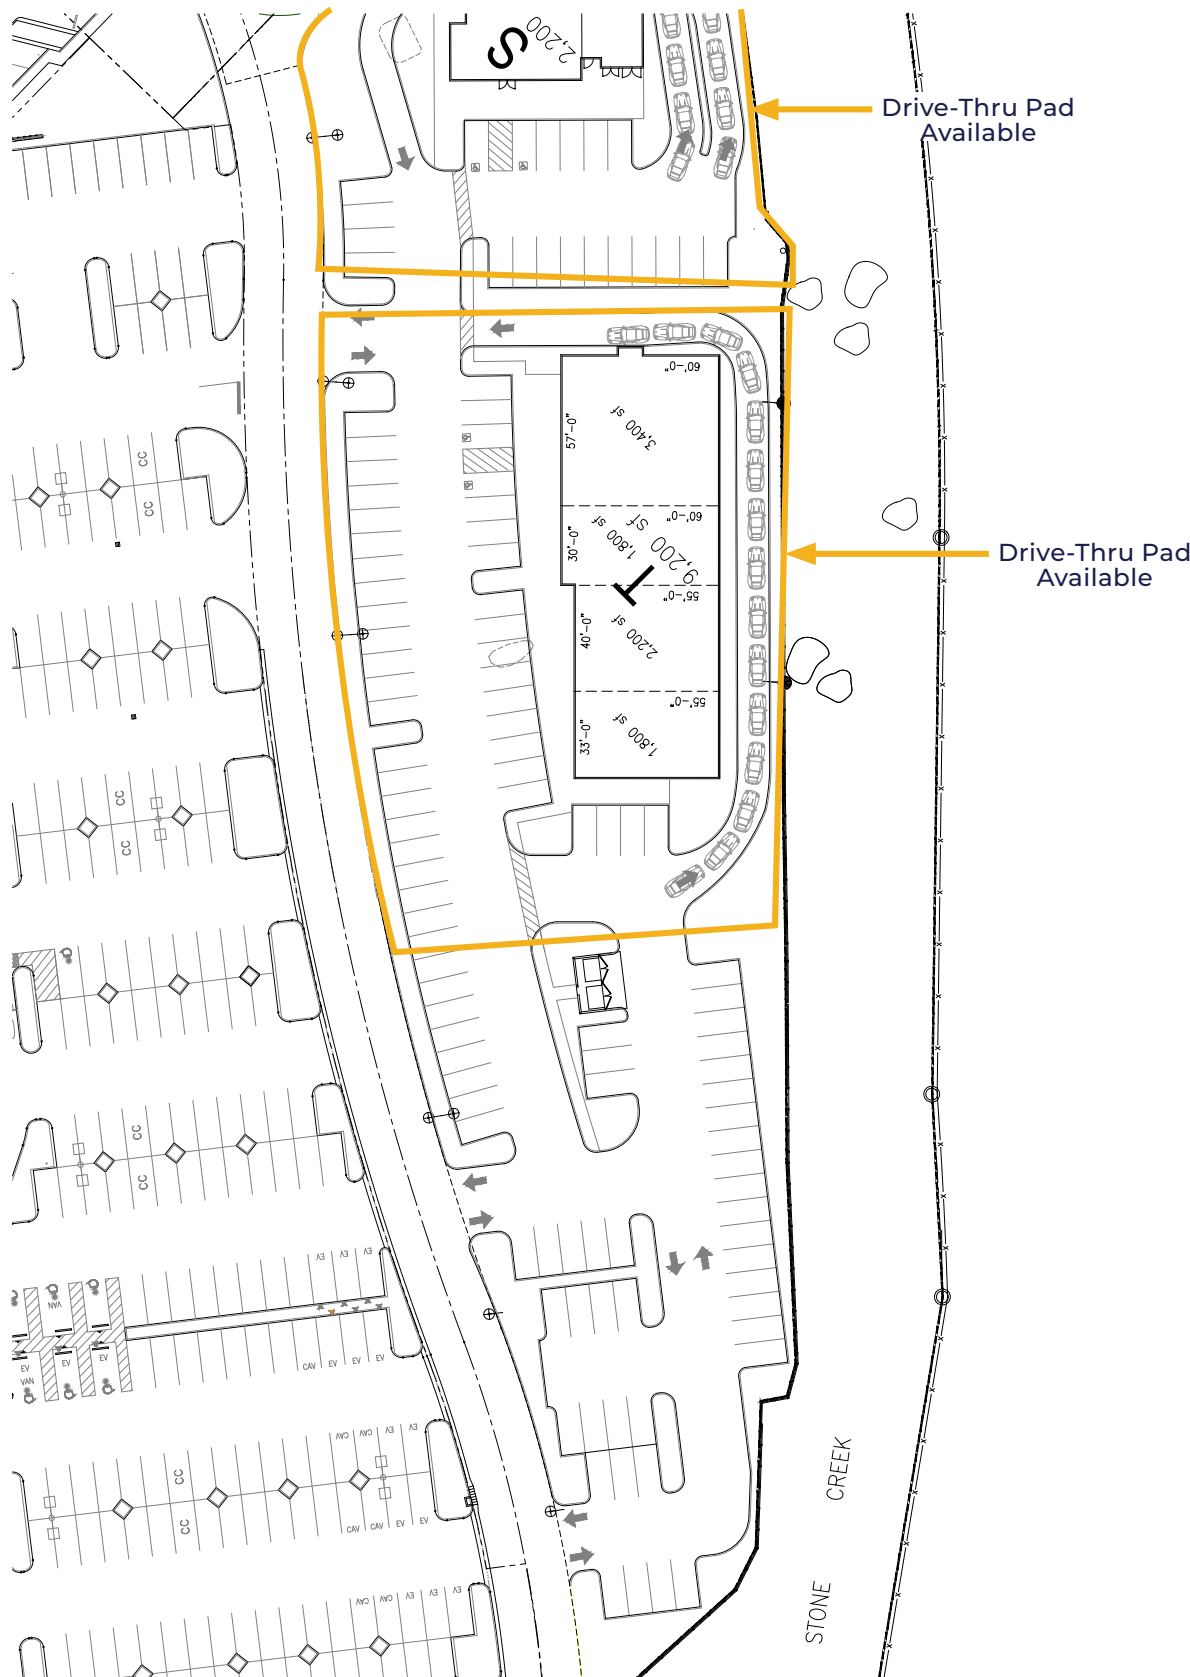 S
2,200
Drive-Thru Pad
Available
60'-0"
57'-0"
3,400 sf
CC
CC
60'-0"
9,200 Sf
30'-0"
1,800 sf
T
Drive-Thru Pad
Available
55'-0"
40'-0"
2,200 sf
55'-0"
33'-0"
1,800 sf
CC
CC
CC
CC
EV EV EV
VAN
EV EV EV
VAN
CAV EV EV EV
CAV CAV EV EV
CC
CC
CAV CAV EV EV
STONE CREEK
CAV CAV EV EV EV